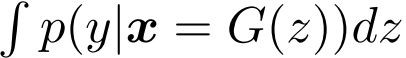 ∫ p(y|𝒙 = G(z))dz